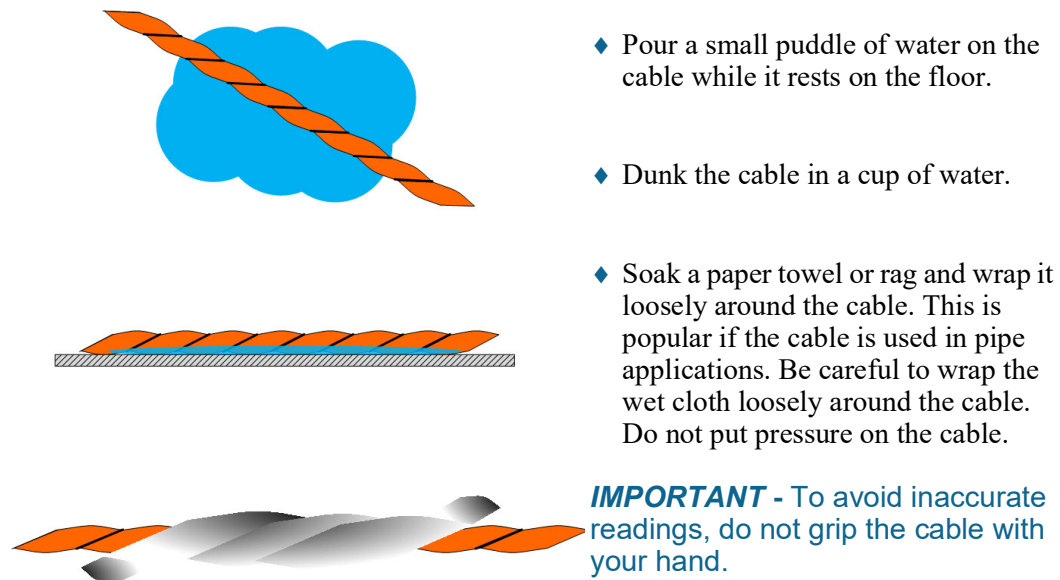 ♦ Pour a small puddle of water on the
cable while it rests on the floor.
♦ Dunk the cable in a cup of water.
♦ Soak a paper towel or rag and wrap it
loosely around the cable. This is
popular if the cable is used in pipe
applications. Be careful to wrap the
wet cloth loosely around the cable.
Do not put pressure on the cable.
IMPORTANT - To avoid inaccurate
readings, do not grip the cable with
your hand.